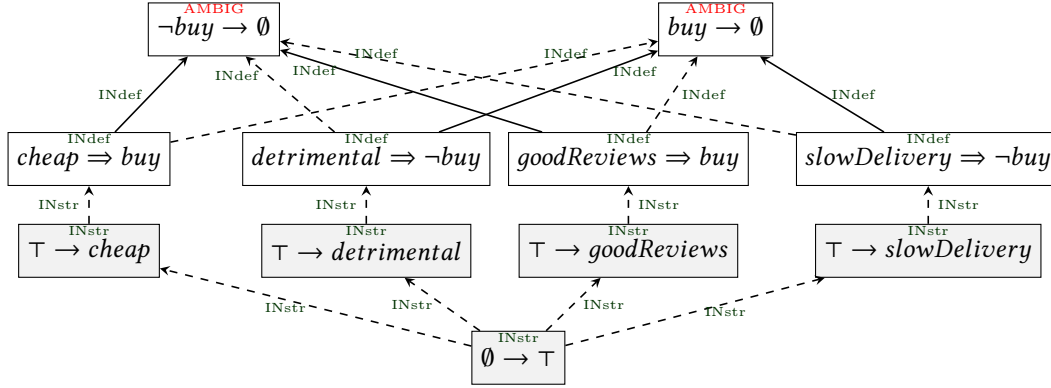 AMBIG AMBIG
¬buy → ∅ buy → ∅
INdef INdef INdef INdef INdef INdef
INdef INdef
INdef INdef INdef INdef
cheap ⇒ buy detrimental ⇒ ¬buy goodReviews ⇒ buy slowDelivery ⇒ ¬buy
INstr INstr INstr INstr
INstr INstr INstr INstr
⊤ → cheap ⊤ → detrimental ⊤ → goodReviews ⊤ → slowDelivery
INstr INstr INstr INstr
INstr
∅ → ⊤